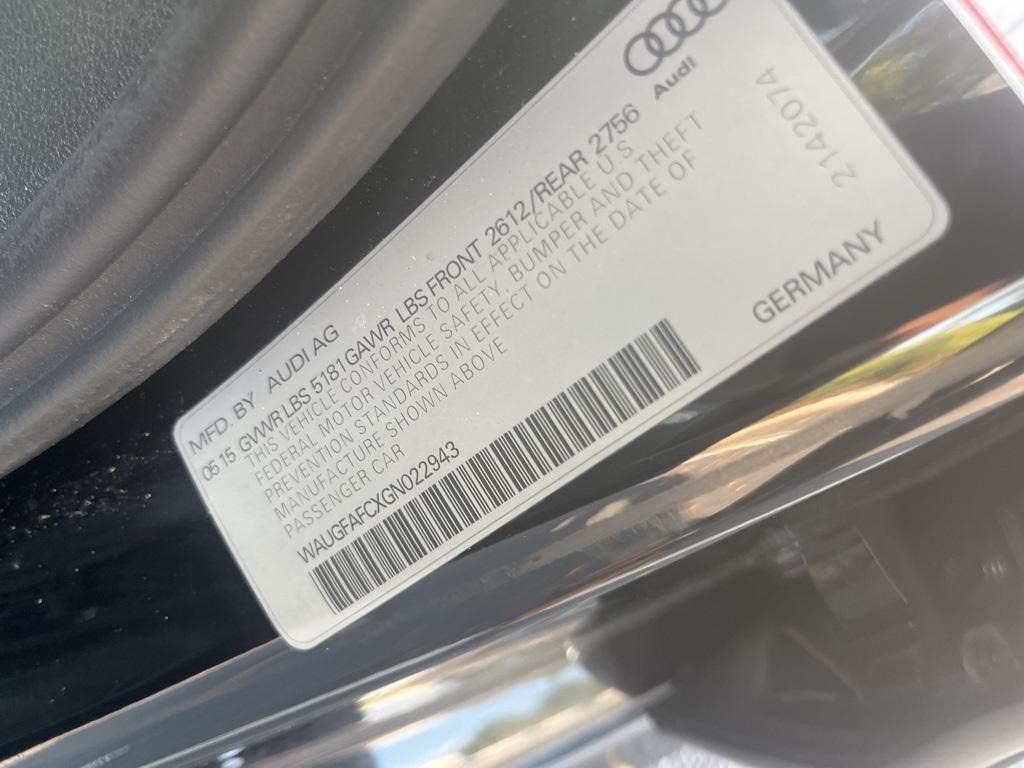 Audi
MFD. BY AUDI AG
05 15 GVWR LBS 5181 GAWR LBS FRONT 2612/REAR 2756
THIS VEHICLE CONFORMS TO ALL APPLICABLE U.S
FEDERAL MOTOR VEHICLE SAFETY, BUMPER AND THEFT
PREVENTION STANDARDS IN EFFECT ON THE DATE OF
MANUFACTURE SHOWN ABOVE
PASSENGER CAR
WAUGFAFCXGN022943
2142074
GERMANY